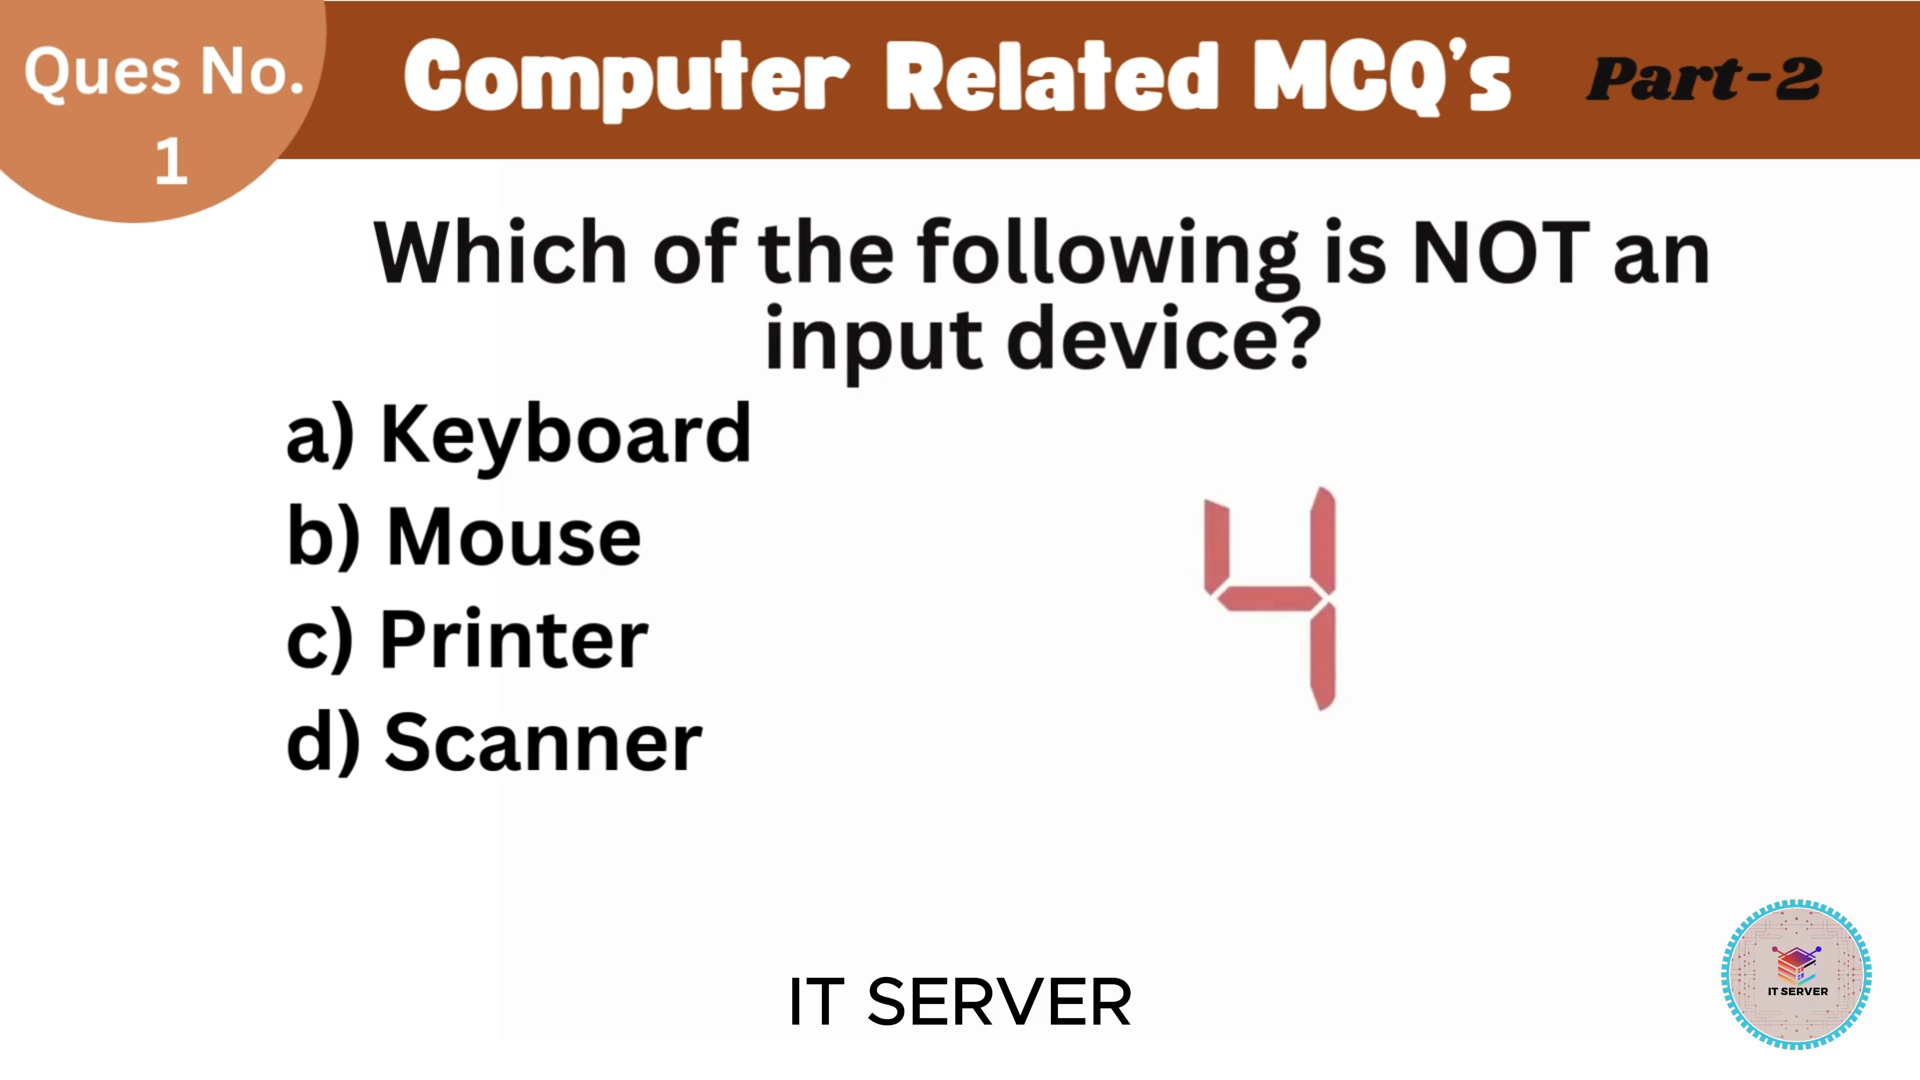 Ques No.
1
Computer Related MCQ's
Part-2
Which of the following is NOT an
input device?
a) Keyboard
b) Mouse
c) Printer
d) Scanner
4
IT SERVER
IT SERVER